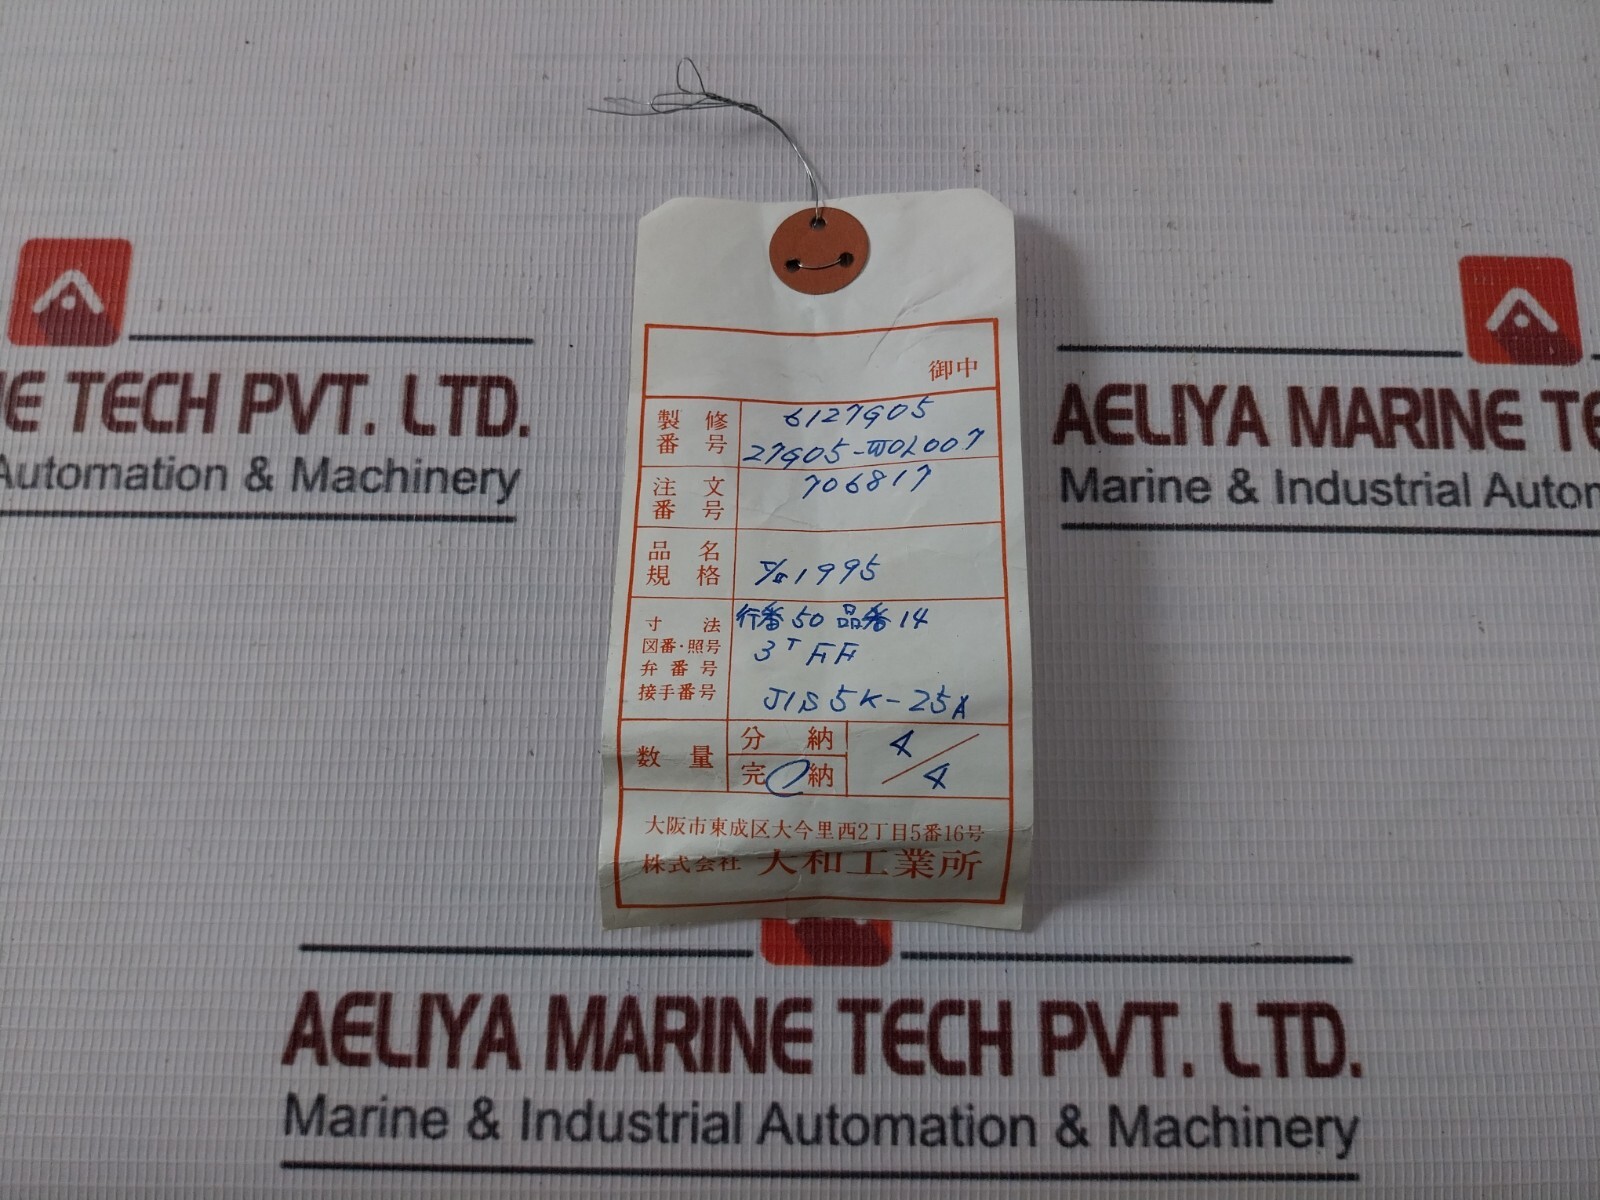 御中
製修番号 6127905
27905-W0L007
注文番号 706817
品名規格 T/#1995
寸法 行番50 品番14
図番・照号 3T FF
弁番号
接手番号 JIS 5K-25A
数量 分納 4/4
完納
大阪市東成区大今里西2丁目5番16号
株式会社 大和工業所
E TECH PVT. LTD.
Automation & Machinery
AELIYA MARINE TE
Marine & Industrial Autom
AELIYA MARINE TECH PVT. LTD.
Marine & Industrial Automation & Machinery